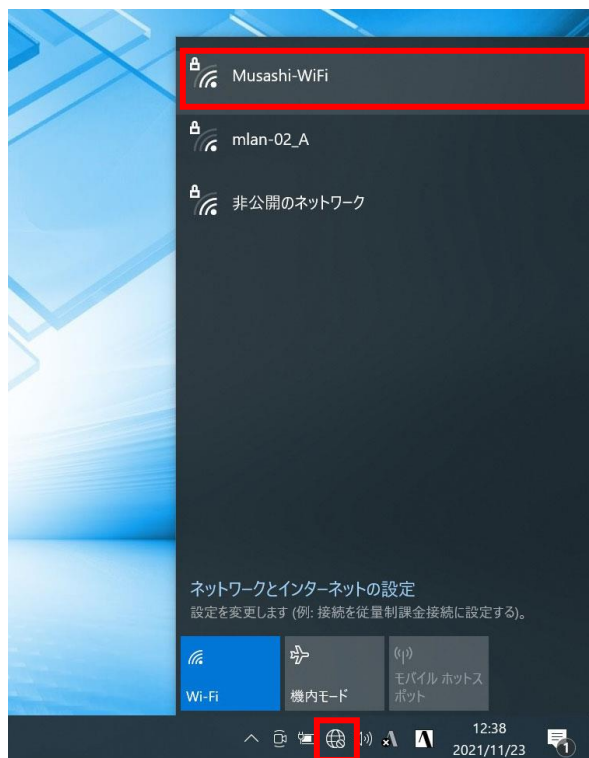 Musashi-WiFi
mlan-02_A
非公開のネットワーク
ネットワークとインターネットの設定
設定を変更します (例: 接続を従量制課金接続に設定する)。
Wi-Fi
機内モード
モバイル ホットス
ポット
12:38
2021/11/23
1